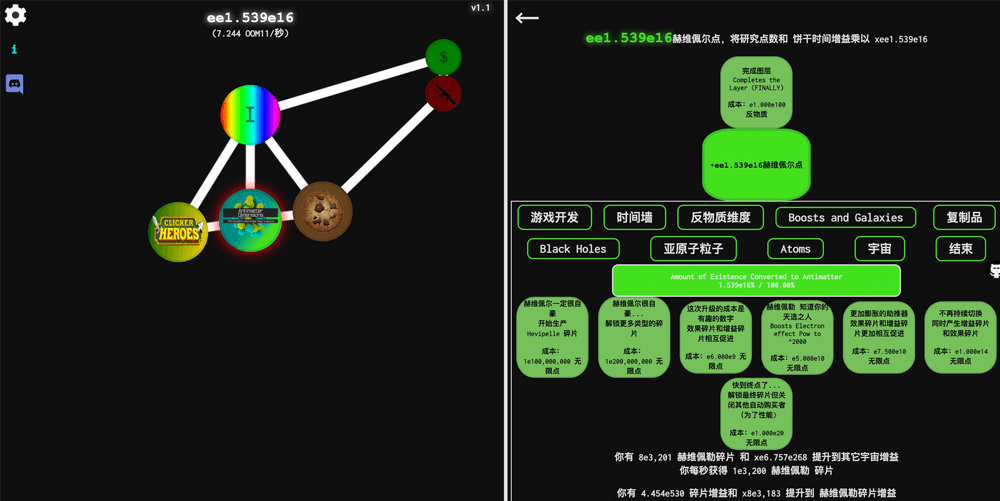 v1.1
ee1.539e16
(7.244 OOM11/秒)
i
$
I
CLICKER
HEROES
Antimatter
Dimensions
ee1.539e16赫维佩尔点, 将研究点数和 饼干时间增益乘以 xee1.539e16
完成图层
Completes the
Layer (FINALLY)
成本: e1.000e100
反物质
+ee1.539e16赫维佩尔点
游戏开发
时间墙
反物质维度
Boosts and Galaxies
复制品
Black Holes
亚原子粒子
Atoms
宇宙
结束
Amount of Existence Converted to Antimatter
1.539e16% / 100.00%
赫维佩尔一定很自
豪
开始生产
Hevipelle 碎片
成本:
1e100,000,000 无
限点
赫维佩尔很自
豪...
解锁更多类型的碎
片
成本:
1e200,000,000 无
限点
这次升级的成本是
有趣的数字
效果碎片和增益碎
片相互促进
成本: e6.000e9 无
限点
赫维佩勒 知道你的
天选之人
Boosts Electron
effect Pow to
^2000
成本: e5.000e10
无限点
更加膨胀的助推器
效果碎片和增益碎
片更加相互促进
成本: e7.500e10
无限点
不再持续切换
同时产生增益碎片
和效果碎片
成本: e1.000e14
无限点
快到终点了...
解锁最终碎片但关
闭其他自动购买者
(为了性能)
成本: e1.000e20
无限点
你有 8e3,201 赫维佩勒碎片 和 xe6.757e268 提升到其它宇宙增益
你每秒获得 1e3,200 赫维佩勒 碎片
你有 4.454e530 碎片增益和 x8e3,183 提升到 赫维佩勒碎片增益